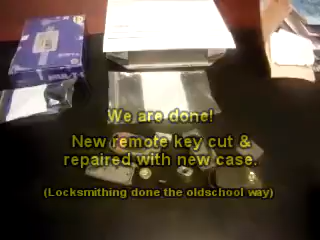 We are done!
New remote key cut &
repaired with new case.
(Locksmithing done the oldschool way)